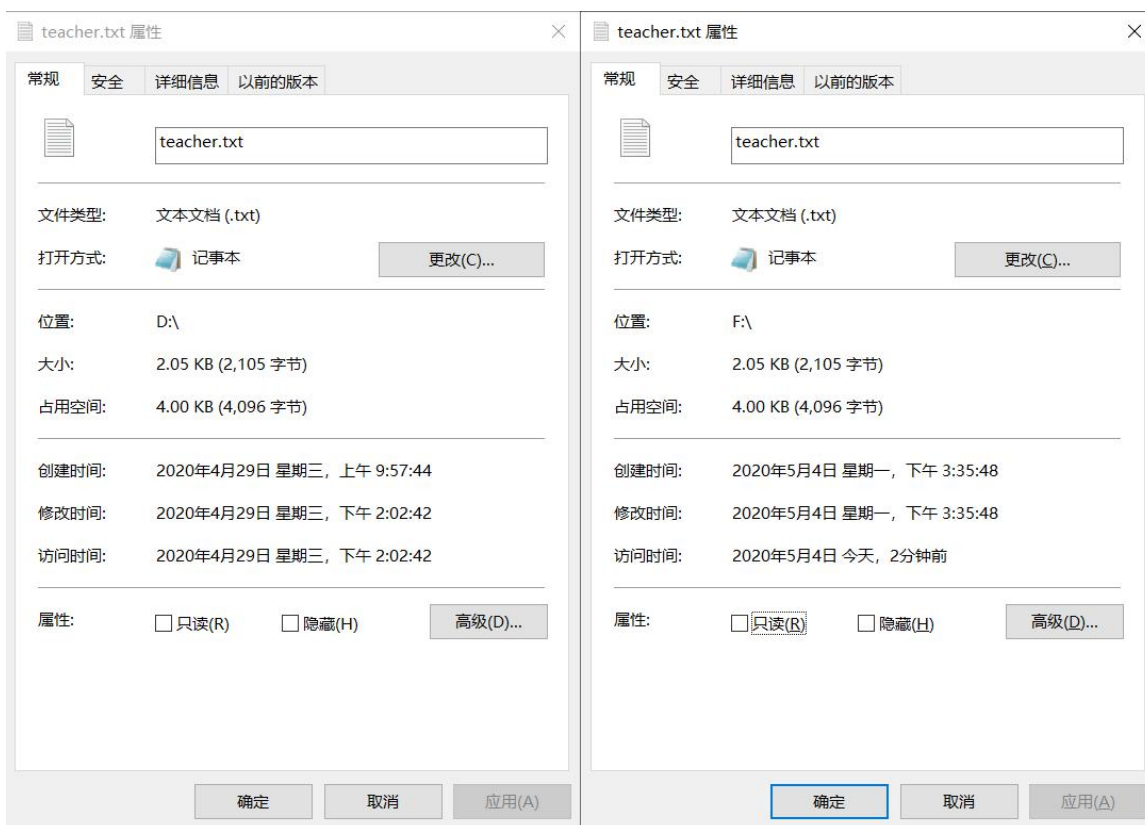 teacher.txt 属性
常规 安全 详细信息 以前的版本
teacher.txt
文件类型: 文本文档 (.txt)
打开方式: 记事本 更改(C)...
位置: D:\
大小: 2.05 KB (2,105 字节)
占用空间: 4.00 KB (4,096 字节)
创建时间: 2020年4月29日 星期三，上午 9:57:44
修改时间: 2020年4月29日 星期三，下午 2:02:42
访问时间: 2020年4月29日 星期三，下午 2:02:42
属性: 只读(R) 隐藏(H) 高级(D)...
确定 取消 应用(A)
teacher.txt 属性
常规 安全 详细信息 以前的版本
teacher.txt
文件类型: 文本文档 (.txt)
打开方式: 记事本 更改(C)...
位置: F:\
大小: 2.05 KB (2,105 字节)
占用空间: 4.00 KB (4,096 字节)
创建时间: 2020年5月4日 星期一，下午 3:35:48
修改时间: 2020年5月4日 星期一，下午 3:35:48
访问时间: 2020年5月4日 今天，2分钟前
属性: 只读(R) 隐藏(H) 高级(D)...
确定 取消 应用(A)